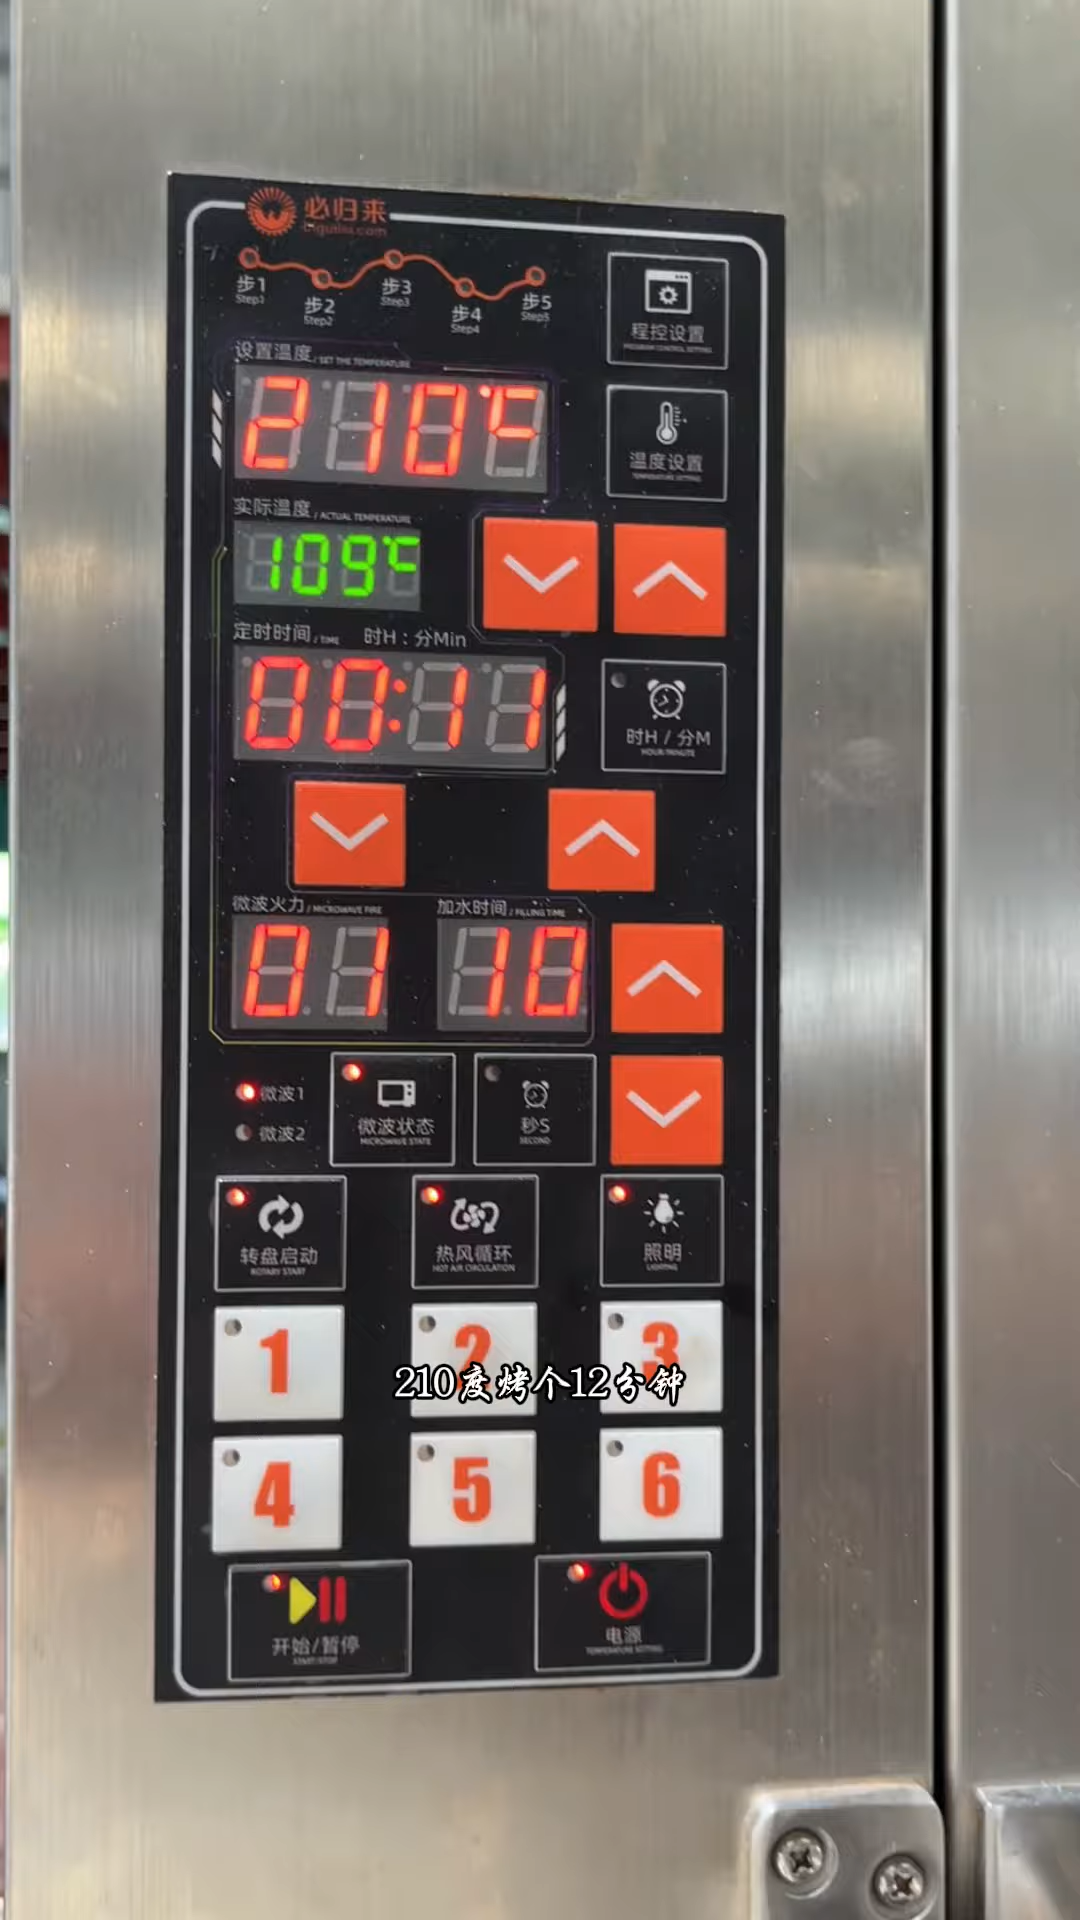 必归来
biguilai.com
步1
Step1
步2
Step2
步3
Step3
步4
Step4
步5
Step5
程控设置
PROGRAM CONTROL SETTING
设置温度 / SET THE TEMPERATURE
210℃
温度设置
TEMPERATURE SETTING
实际温度 / ACTUAL TEMPERATURE
109℃
定时时间 / TIME 时H : 分Min
00:11
时H / 分M
HOUR/MINUTE
微波火力 / MICROWAVE FIRE
01
加水时间 / FILLING TIME
10
微波1
微波2
微波状态
MICROWAVE STATE
秒S
SECOND
转盘启动
ROTARY START
热风循环
HOT AIR CIRCULATION
照明
LIGHTING
1
2
3
210度烤个12分钟
4
5
6
开始/暂停
START/STOP
电源
TEMPERATURE SETTING